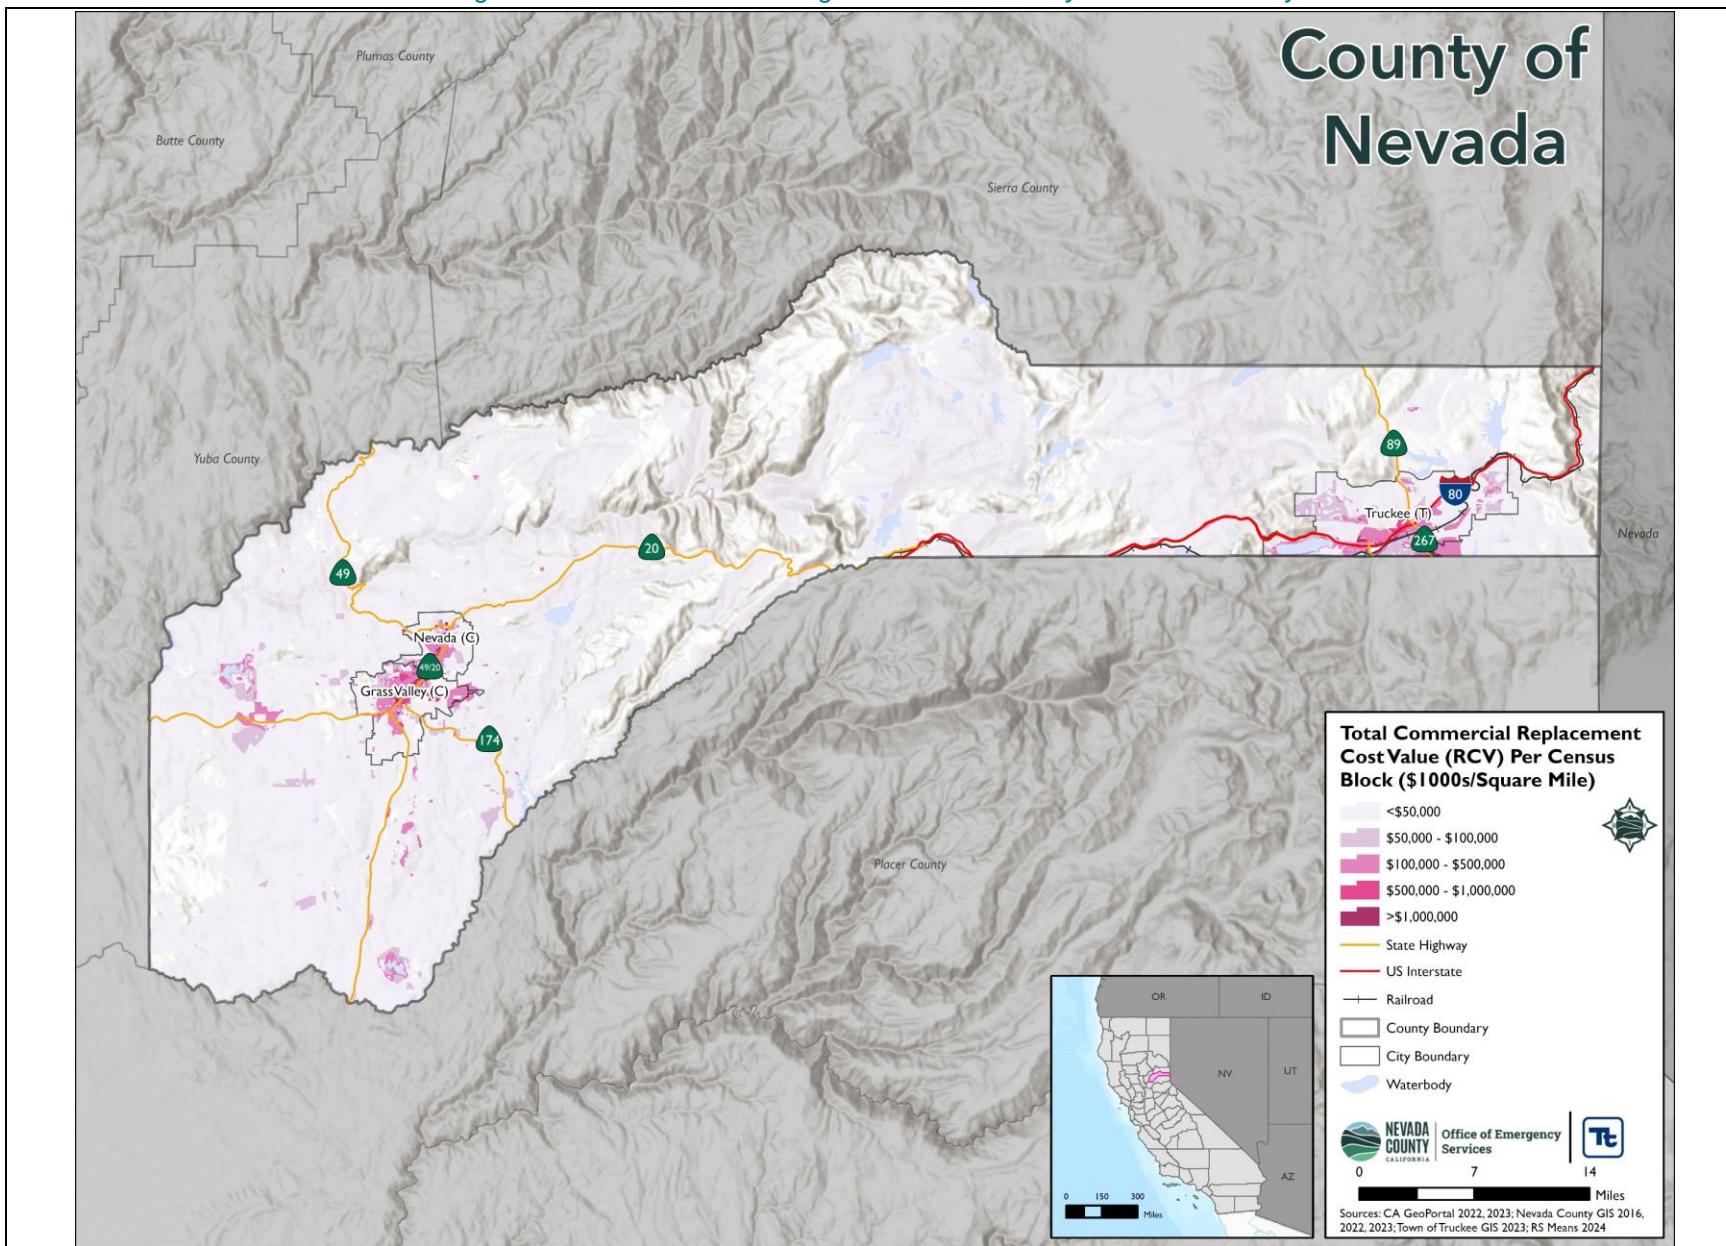 County of
Nevada
Plumas County
Butte County
Sierra County
Yuba County
89
80
Truckee (T)
267
Nevada
20
49
Nevada (C)
49/20
Grass Valley (C)
174
Placer County
Total Commercial Replacement
Cost Value (RCV) Per Census
Block ($1000s/Square Mile)
<$50,000
$50,000 - $100,000
$100,000 - $500,000
$500,000 - $1,000,000
>$1,000,000
State Highway
US Interstate
Railroad
County Boundary
City Boundary
Waterbody
NEVADA
COUNTY
CALIFORNIA
Office of Emergency
Services
Tt
0 7 14
Miles
Sources: CA GeoPortal 2022, 2023; Nevada County GIS 2016,
2022, 2023; Town of Truckee GIS 2023; RS Means 2024
OR
ID
NV
UT
AZ
0 150 300
Miles